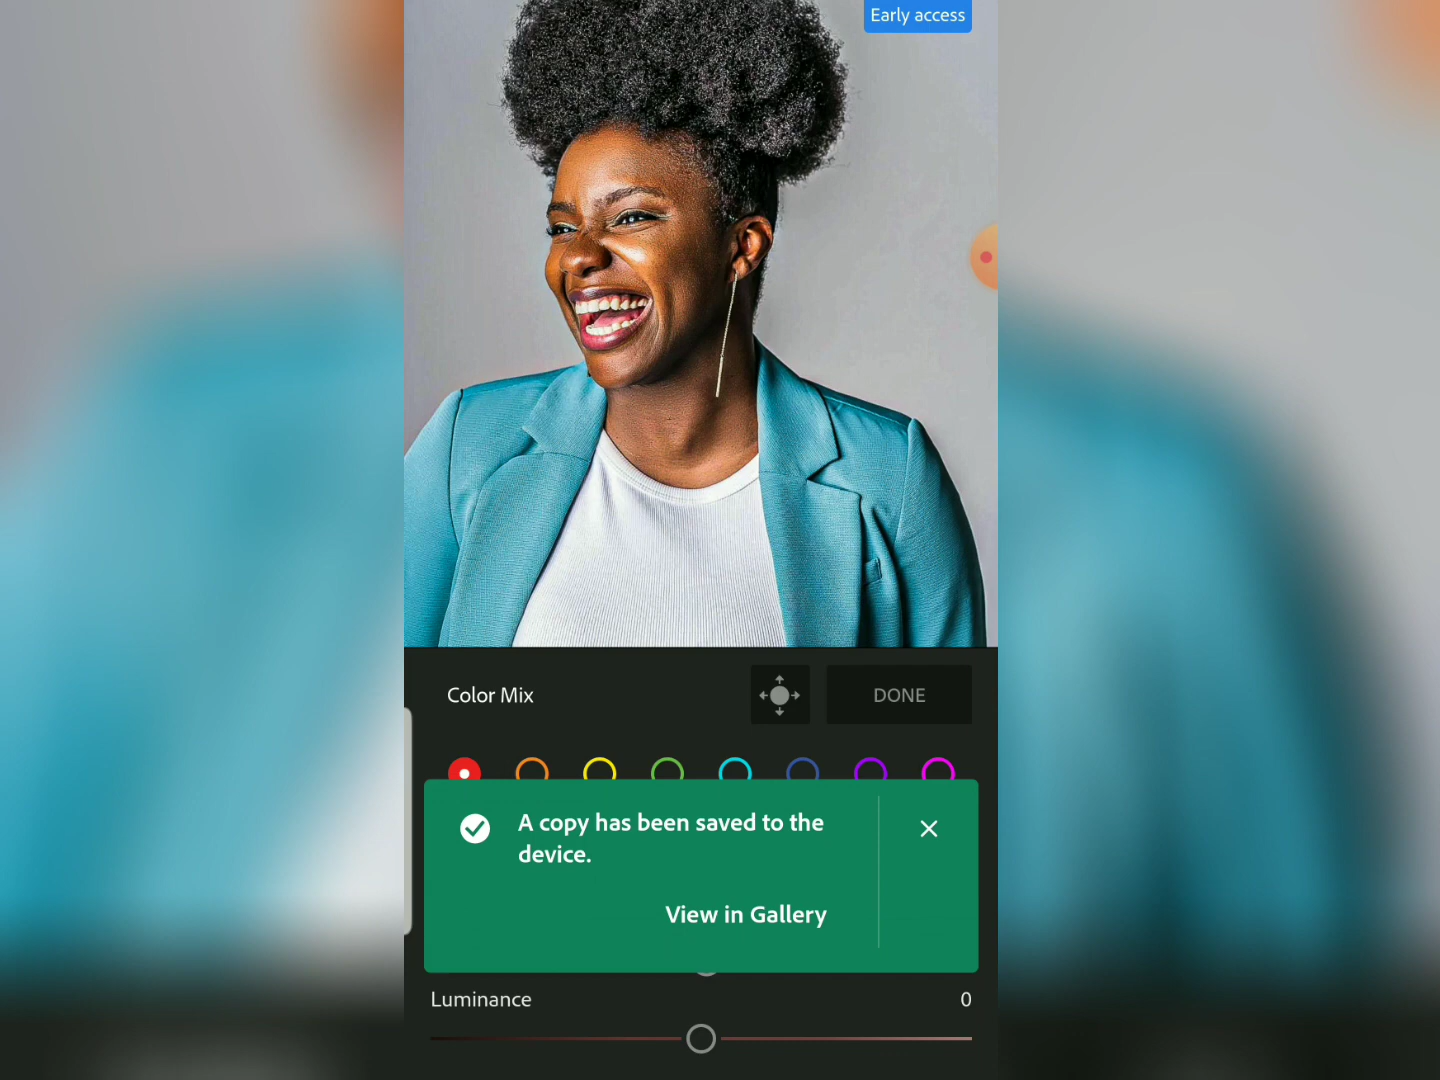 Early access
Color Mix
DONE
A copy has been saved to the
device.
View in Gallery
Luminance
0